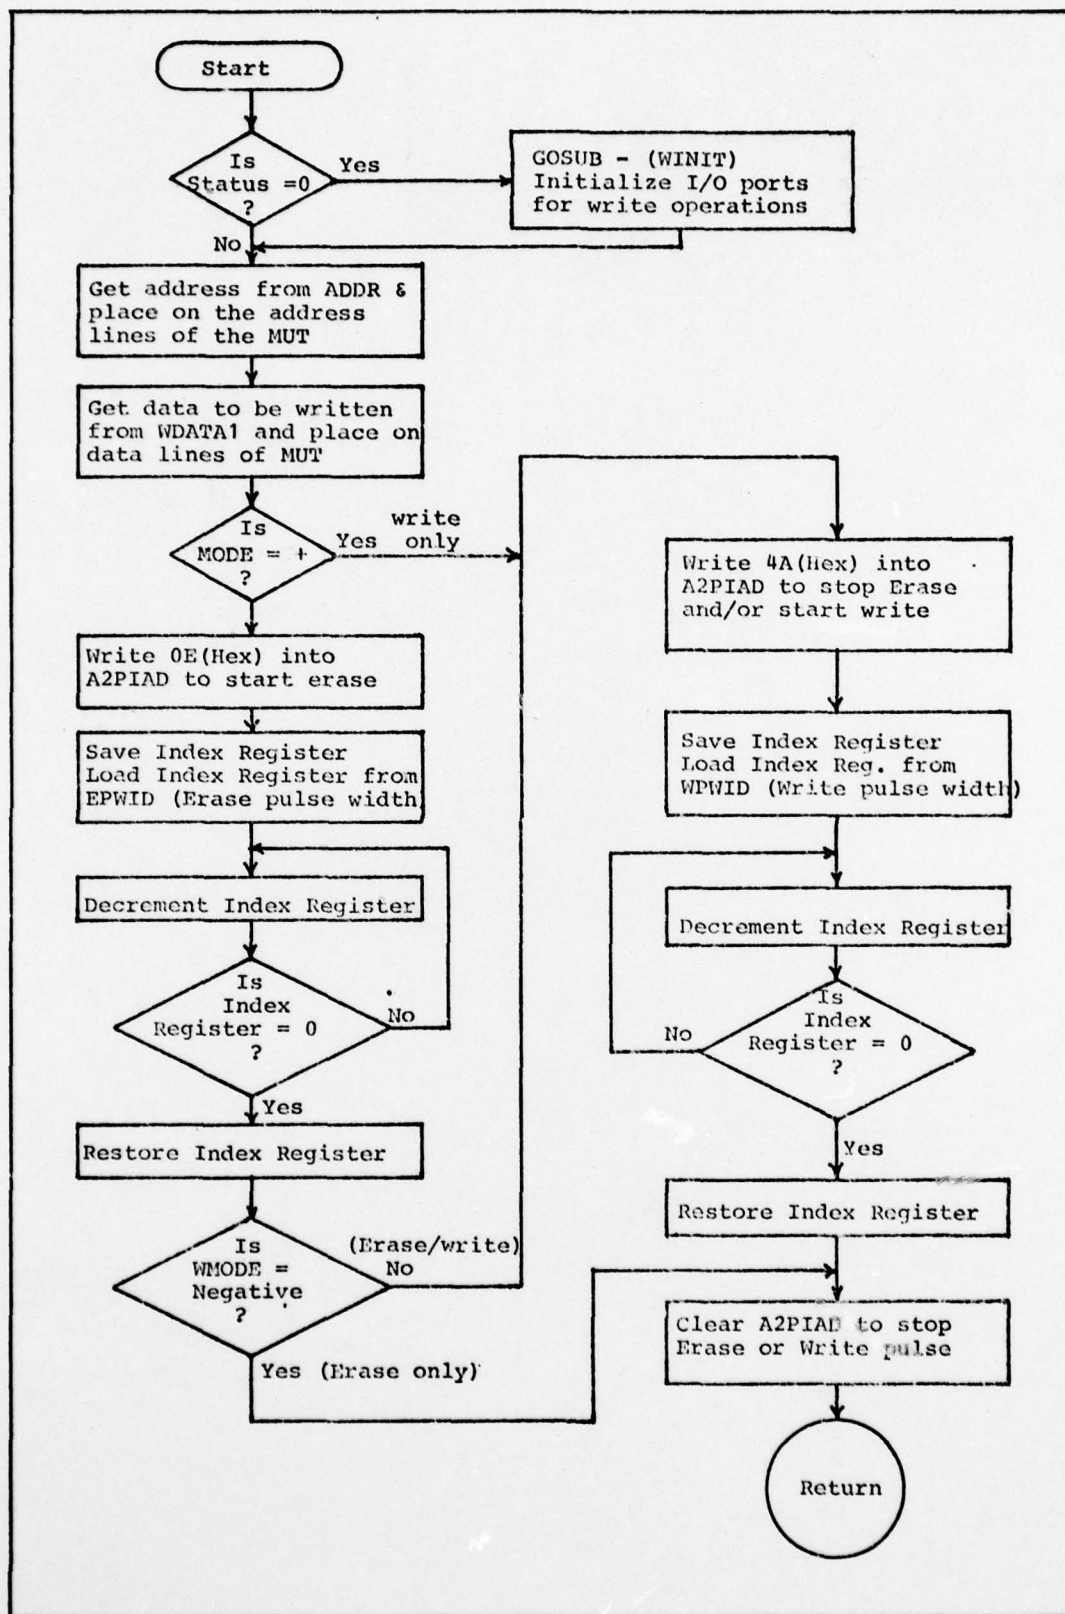 Start
Is
Status =0
?
Yes
GOSUB - (WINIT)
Initialize I/O ports
for write operations
No
Get address from ADDR &
place on the address
lines of the MUT
Get data to be written
from WDATA1 and place on
data lines of MUT
Is
MODE = +
?
Yes
write
only
Write 0E(Hex) into
A2PIAD to start erase
Save Index Register
Load Index Register from
EPWID (Erase pulse width
Decrement Index Register
Is
Index
Register = 0
?
No
Yes
Restore Index Register
Is
WMODE =
Negative
?
(Erase/write)
No
Yes (Erase only)
Write 4A(Hex) into
A2PIAD to stop Erase
and/or start write
Save Index Register
Load Index Reg. from
WPWID (Write pulse width)
Decrement Index Register
Is
Index
Register = 0
?
No
Yes
Restore Index Register
Clear A2PIAD to stop
Erase or Write pulse
Return